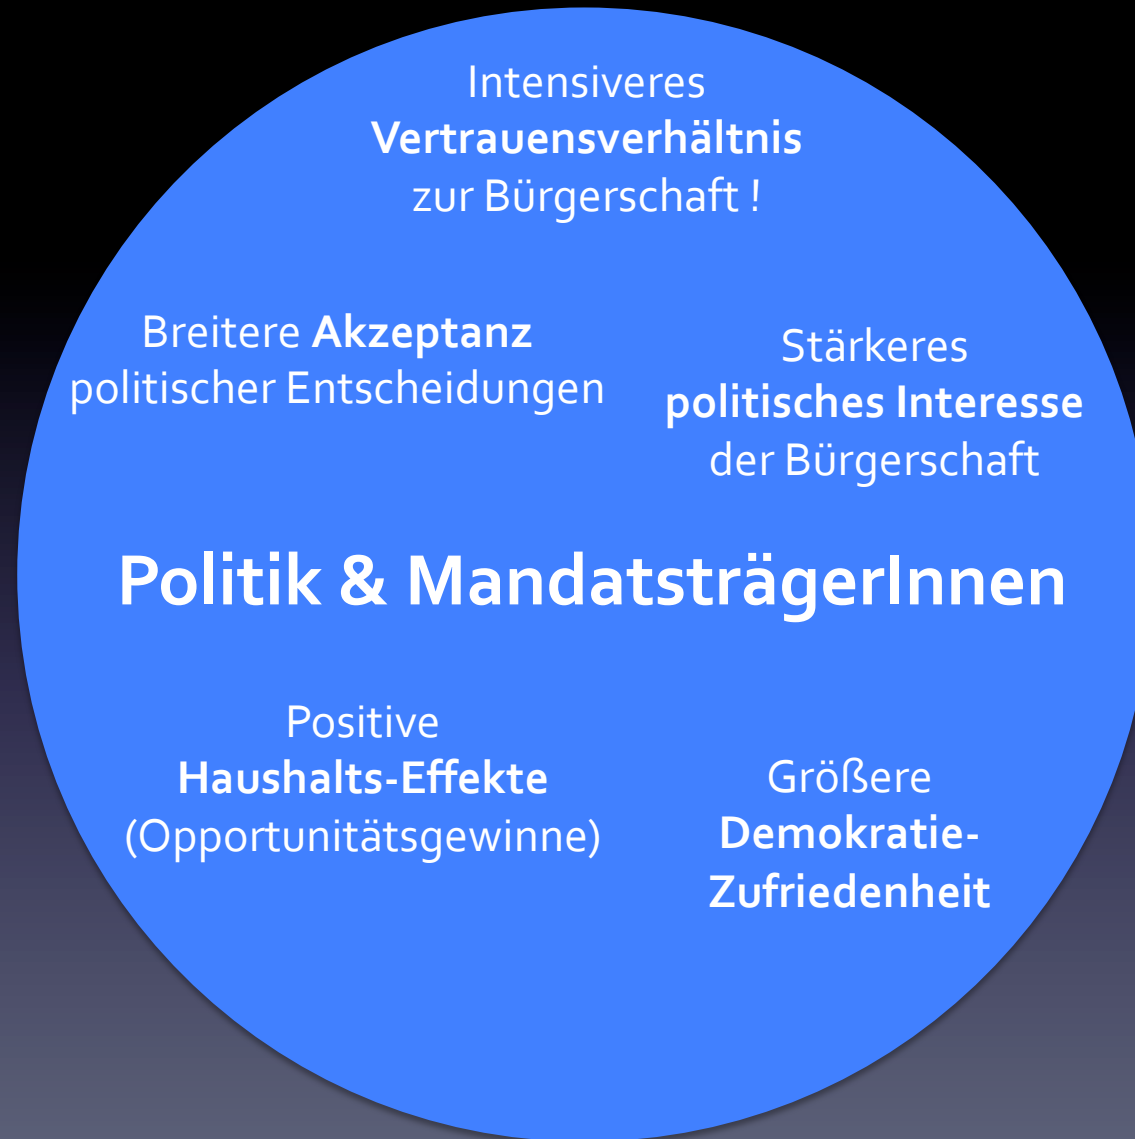 Intensiveres
Vertrauensverhältnis
zur Bürgerschaft !
Breitere Akzeptanz
politischer Entscheidungen
Stärkeres
politisches Interesse
der Bürgerschaft
Politik & MandatsträgerInnen
Positive
Haushalts-Effekte
(Opportunitätsgewinne)
Größere
Demokratie-
Zufriedenheit